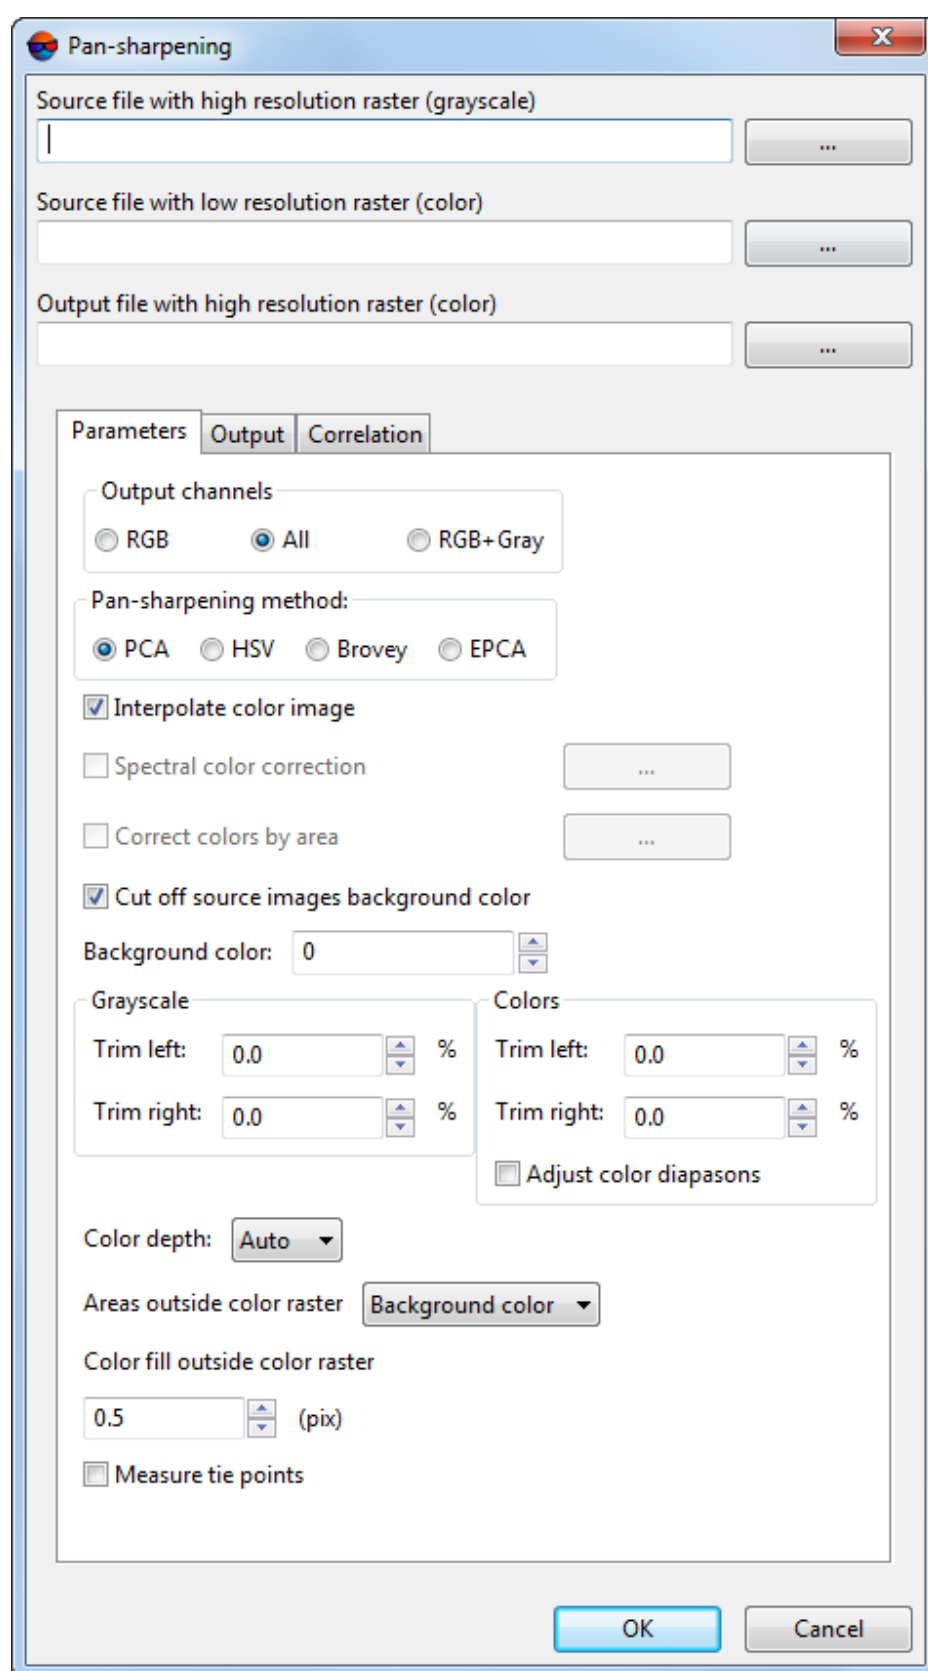 Pan-sharpening
Source file with high resolution raster (grayscale)
...
Source file with low resolution raster (color)
...
Output file with high resolution raster (color)
...
Parameters Output Correlation
Output channels
RGB All RGB+Gray
Pan-sharpening method:
PCA HSV Brovey EPCA
Interpolate color image
Spectral color correction ...
Correct colors by area ...
Cut off source images background color
Background color: 0
Grayscale Colors
Trim left: 0.0 % Trim left: 0.0 %
Trim right: 0.0 % Trim right: 0.0 %
Adjust color diapasons
Color depth: Auto
Areas outside color raster Background color
Color fill outside color raster
0.5 (pix)
Measure tie points
OK Cancel